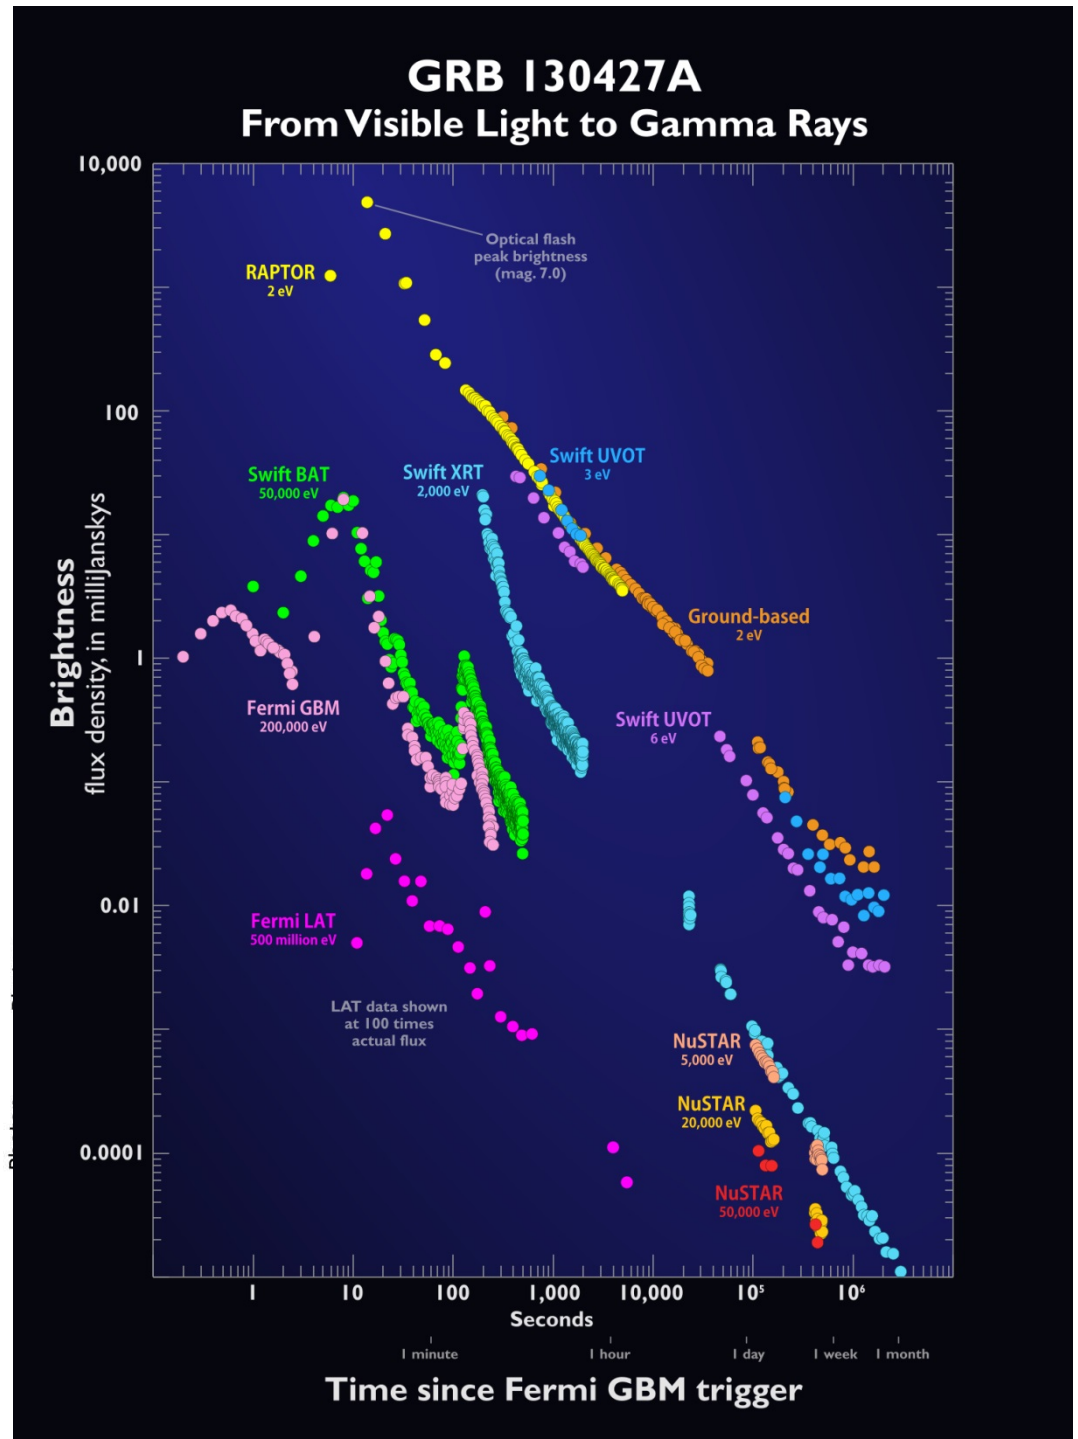 GRB 130427A
From Visible Light to Gamma Rays
10,000
Optical flash
peak brightness
(mag. 7.0)
RAPTOR
2 eV
100
Swift UVOT
3 eV
Swift BAT
50,000 eV
Swift XRT
2,000 eV
Brightness
flux density, in millijanskys
Ground-based
2 eV
1
Fermi GBM
200,000 eV
Swift UVOT
6 eV
0.01
Fermi LAT
500 million eV
LAT data shown
at 100 times
actual flux
NuSTAR
5,000 eV
NuSTAR
20,000 eV
0.0001
NuSTAR
50,000 eV
1 10 100 1,000 10,000 10⁵ 10⁶
Seconds
1 minute 1 hour 1 day 1 week 1 month
Time since Fermi GBM trigger